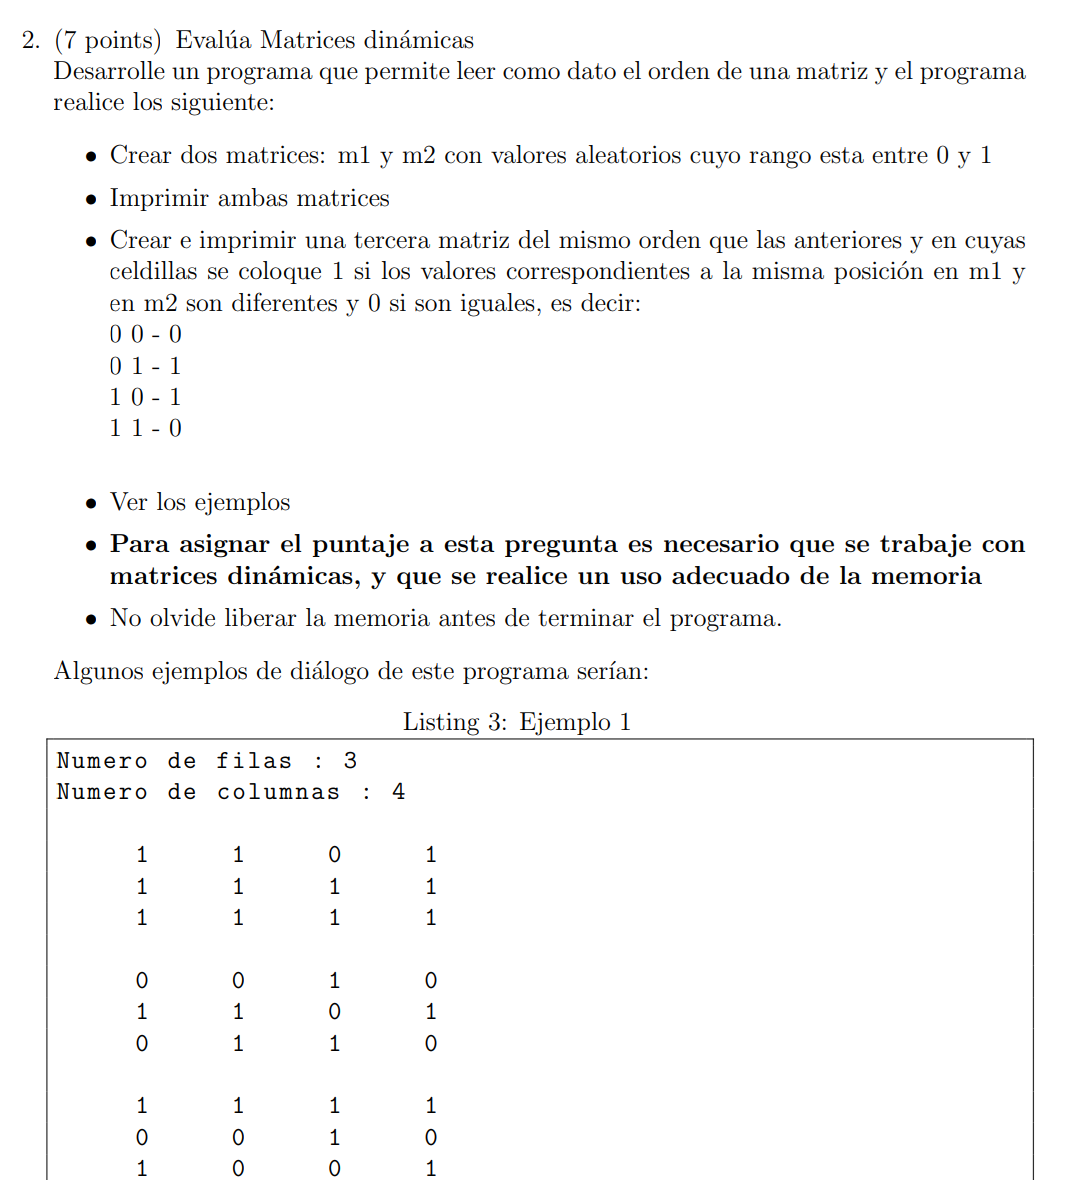 2. (7 points) Evalúa Matrices dinámicas
Desarrolle un programa que permite leer como dato el orden de una matriz y el programa
realice los siguiente:
• Crear dos matrices: m1 y m2 con valores aleatorios cuyo rango esta entre 0 y 1
• Imprimir ambas matrices
• Crear e imprimir una tercera matriz del mismo orden que las anteriores y en cuyas
celdillas se coloque 1 si los valores correspondientes a la misma posición en m1 y
en m2 son diferentes y 0 si son iguales, es decir:
0 0 - 0
0 1 - 1
1 0 - 1
1 1 - 0
• Ver los ejemplos
• Para asignar el puntaje a esta pregunta es necesario que se trabaje con
matrices dinámicas, y que se realice un uso adecuado de la memoria
• No olvide liberar la memoria antes de terminar el programa.
Algunos ejemplos de diálogo de este programa serían:
Listing 3: Ejemplo 1
Numero de filas : 3
Numero de columnas : 4
1 1 0 1
1 1 1 1
1 1 1 1
0 0 1 0
1 1 0 1
0 1 1 0
1 1 1 1
0 0 1 0
1 0 0 1